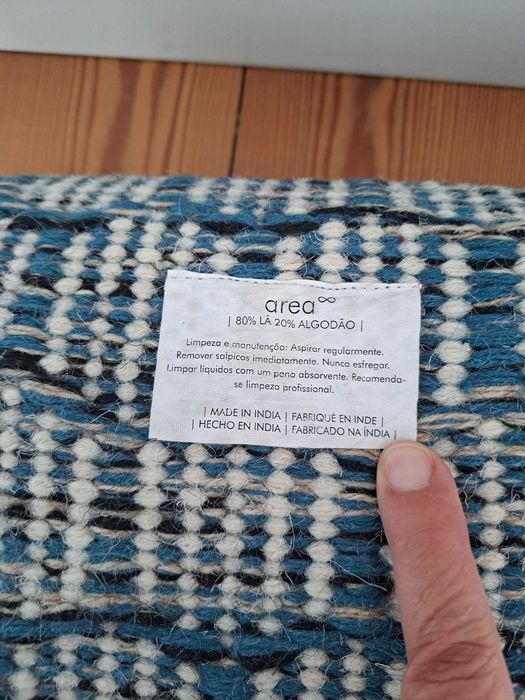 area∞
| 80% LÃ 20% ALGODÃO |
Limpeza e manutenção: Aspirar regularmente.
Remover salpicos imediatamente. Nunca esfregar.
Limpar líquidos com um pano absorvente. Recomenda-
se limpeza profissional.
| MADE IN INDIA | FABRIQUÉ EN INDE |
| HECHO EN INDIA | FABRICADO NA ÍNDIA |